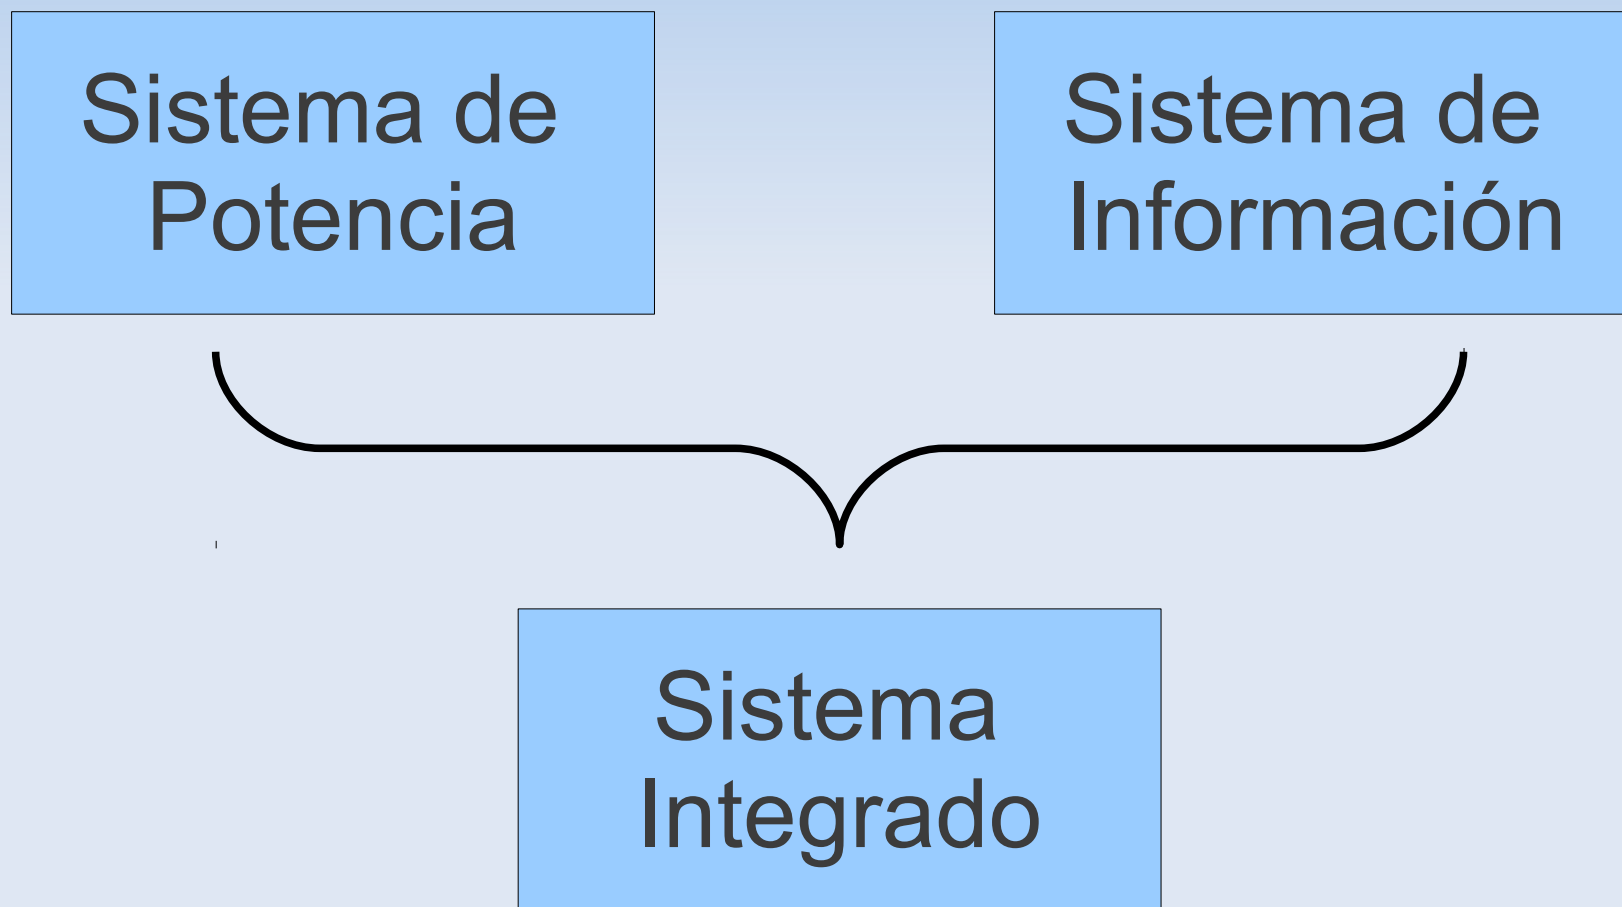 Sistema de
Potencia
Sistema de
Información
Sistema
Integrado